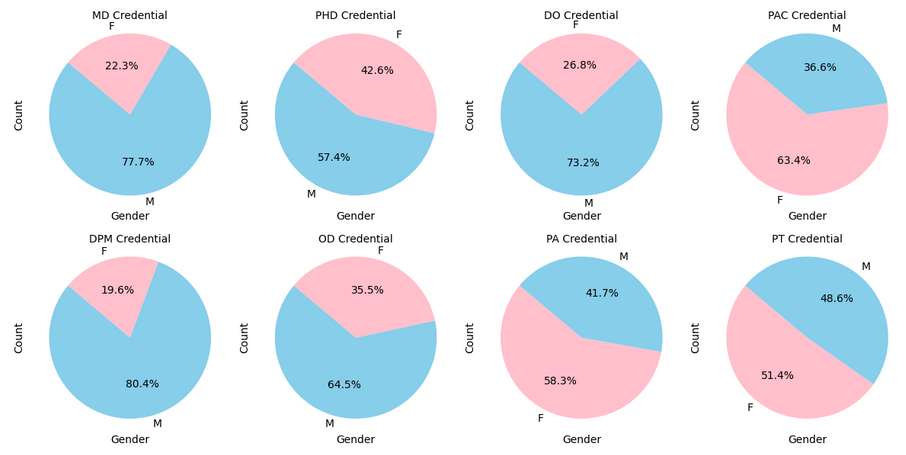 MD Credential
F
22.3%
77.7%
M
Count
Gender
PHD Credential
F
42.6%
57.4%
M
Count
Gender
DO Credential
F
26.8%
73.2%
M
Count
Gender
PAC Credential
M
36.6%
63.4%
F
Count
Gender
DPM Credential
F
19.6%
80.4%
M
Count
Gender
OD Credential
F
35.5%
64.5%
M
Count
Gender
PA Credential
M
41.7%
58.3%
F
Count
Gender
PT Credential
M
48.6%
51.4%
F
Count
Gender